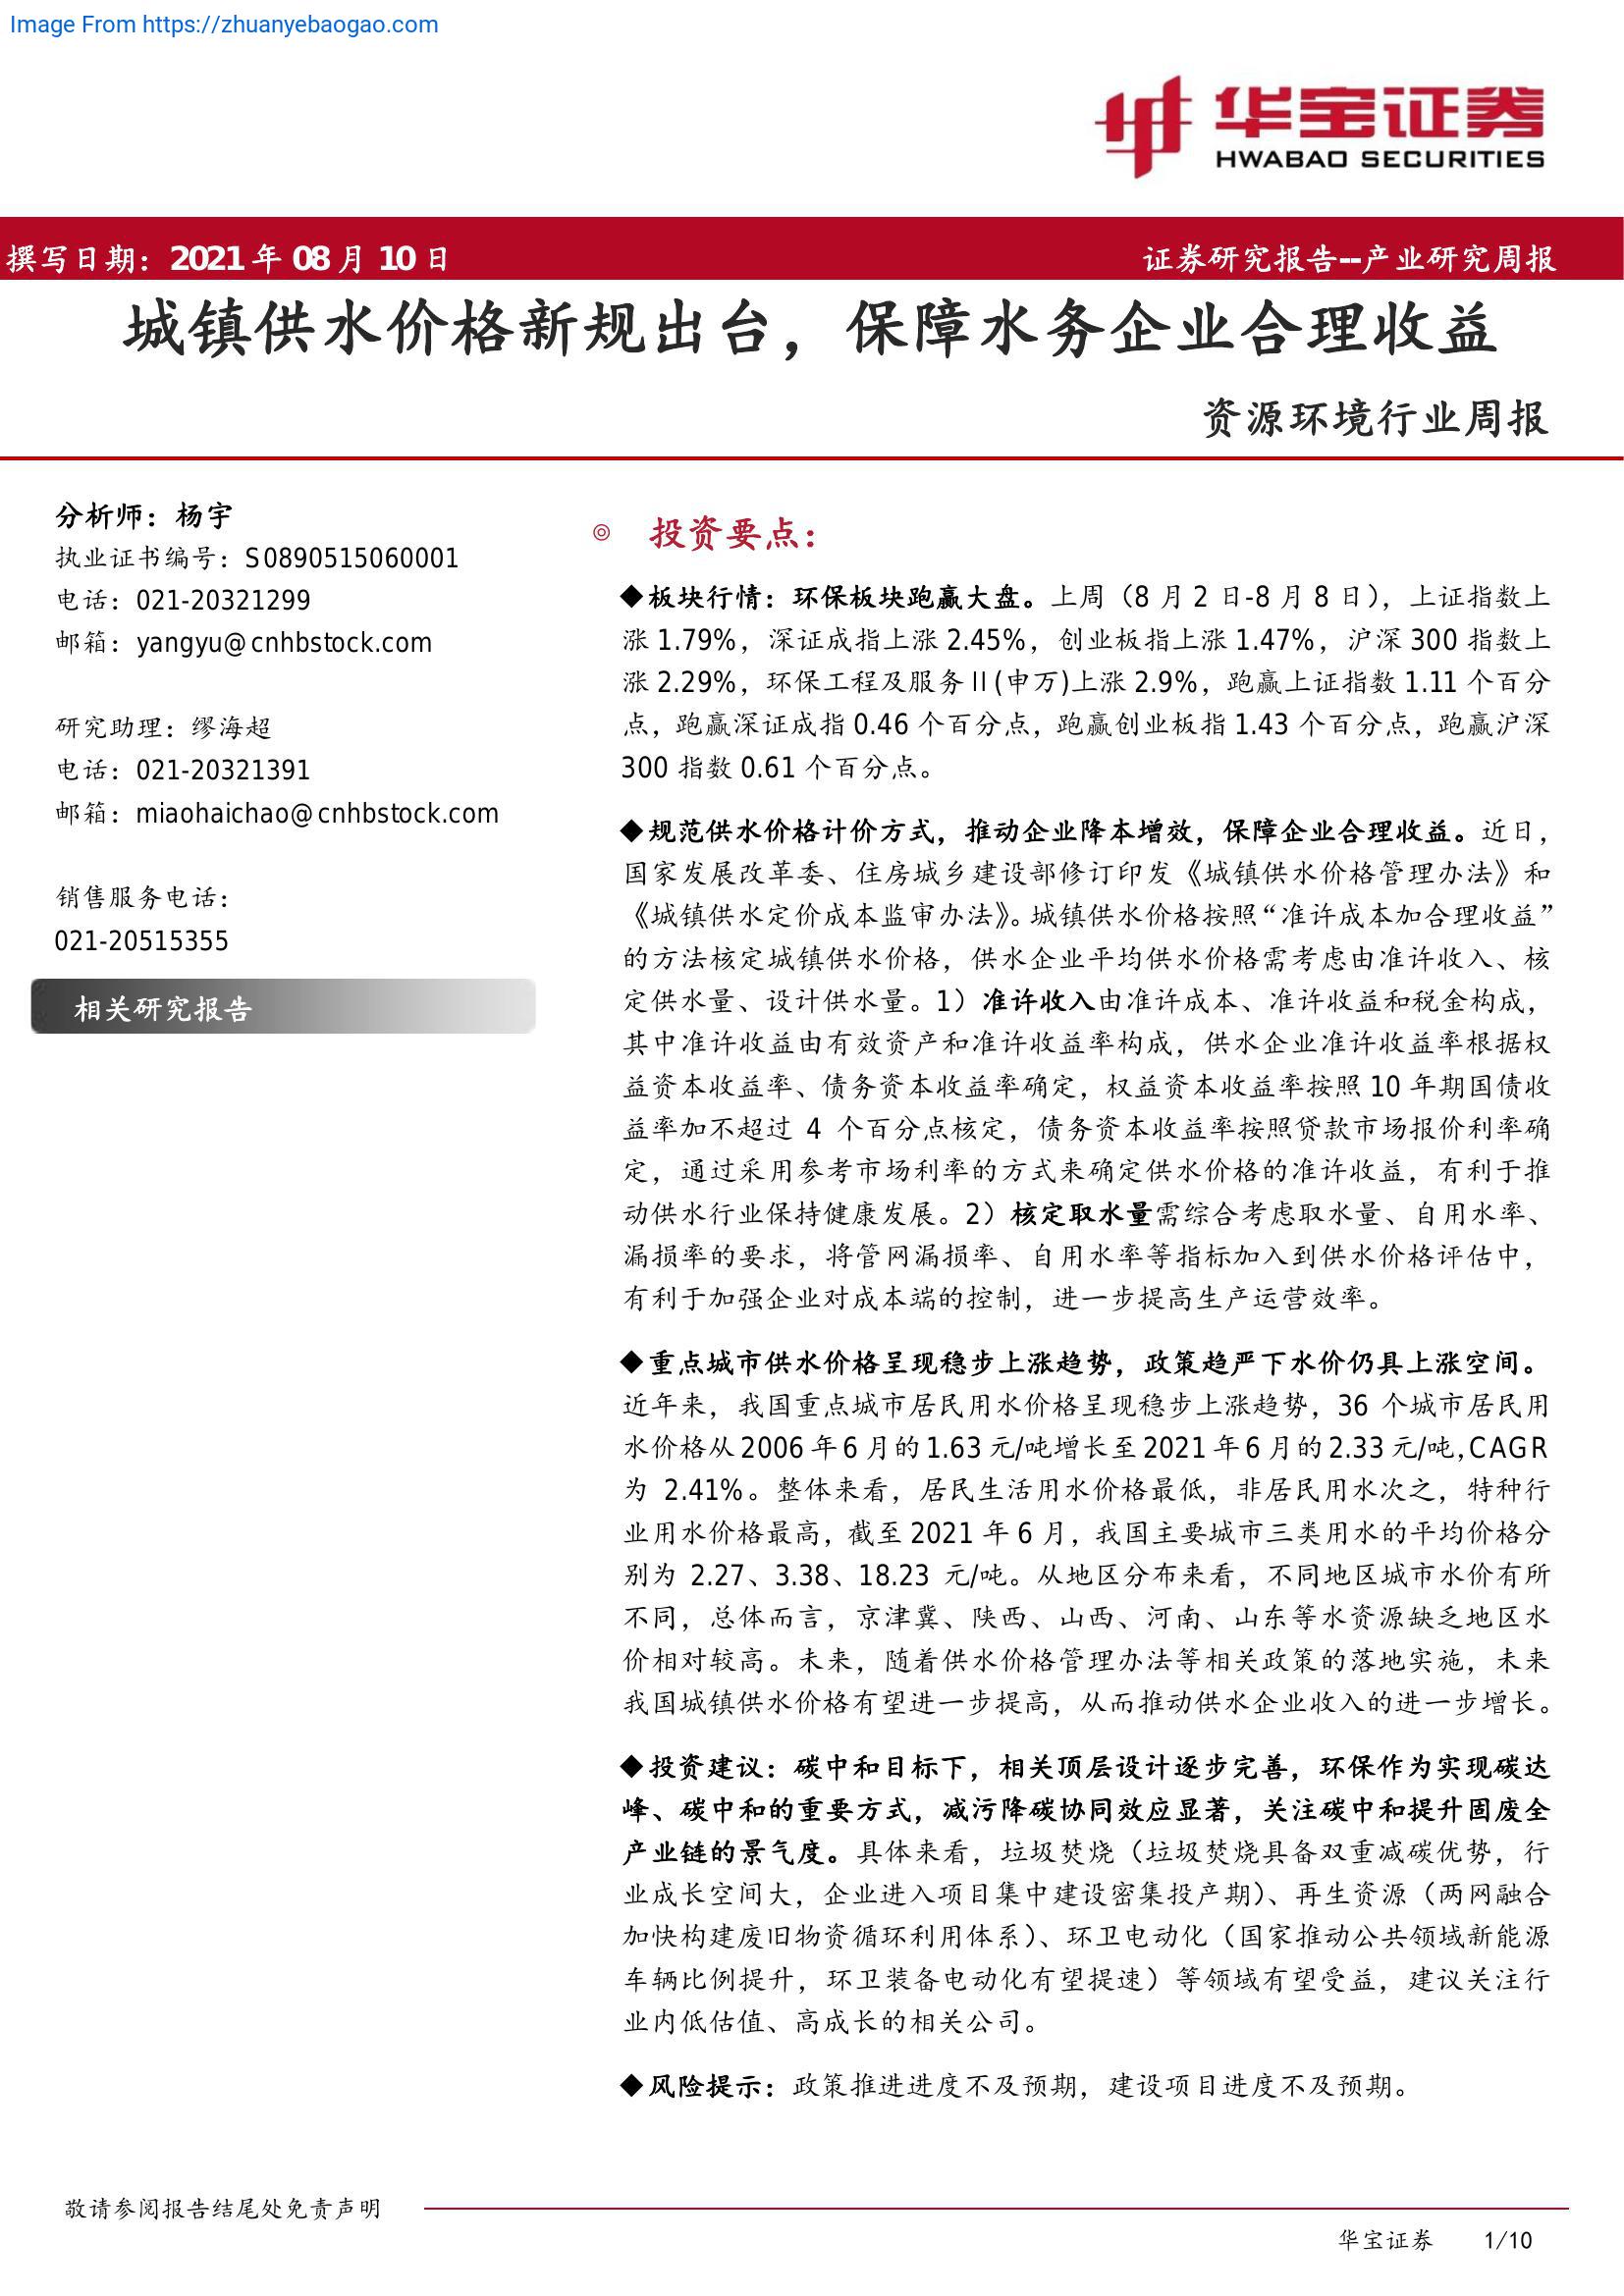 Image From https://zhuanyebaogao.com
华宝证券
HWABAO SECURITIES
撰写日期：2021 年 08 月 10 日
证券研究报告--产业研究周报
城镇供水价格新规出台，保障水务企业合理收益
资源环境行业周报
分析师：杨宇
执业证书编号：S0890515060001
电话：021-20321299
邮箱：yangyu@cnhbstock.com
研究助理：缪海超
电话：021-20321391
邮箱：miaohaichao@cnhbstock.com
销售服务电话：
021-20515355
相关研究报告
◎ 投资要点：
◆板块行情：环保板块跑赢大盘。上周（8 月 2 日-8 月 8 日），上证指数上
涨 1.79%，深证成指上涨 2.45%，创业板指上涨 1.47%，沪深 300 指数上
涨 2.29%，环保工程及服务Ⅱ(申万)上涨 2.9%，跑赢上证指数 1.11 个百分
点，跑赢深证成指 0.46 个百分点，跑赢创业板指 1.43 个百分点，跑赢沪深
300 指数 0.61 个百分点。
◆规范供水价格计价方式，推动企业降本增效，保障企业合理收益。近日，
国家发展改革委、住房城乡建设部修订印发《城镇供水价格管理办法》和
《城镇供水定价成本监审办法》。城镇供水价格按照“准许成本加合理收益”
的方法核定城镇供水价格，供水企业平均供水价格需考虑由准许收入、核
定供水量、设计供水量。1）准许收入由准许成本、准许收益和税金构成，
其中准许收益由有效资产和准许收益率构成，供水企业准许收益率根据权
益资本收益率、债务资本收益率确定，权益资本收益率按照 10 年期国债收
益率加不超过 4 个百分点核定，债务资本收益率按照贷款市场报价利率确
定，通过采用参考市场利率的方式来确定供水价格的准许收益，有利于推
动供水行业保持健康发展。2）核定取水量需综合考虑取水量、自用水率、
漏损率的要求，将管网漏损率、自用水率等指标加入到供水价格评估中，
有利于加强企业对成本端的控制，进一步提高生产运营效率。
◆重点城市供水价格呈现稳步上涨趋势，政策趋严下水价仍具上涨空间。
近年来，我国重点城市居民用水价格呈现稳步上涨趋势，36 个城市居民用
水价格从 2006 年 6 月的 1.63 元/吨增长至 2021 年 6 月的 2.33 元/吨，CAGR
为 2.41%。整体来看，居民生活用水价格最低，非居民用水次之，特种行
业用水价格最高，截至 2021 年 6 月，我国主要城市三类用水的平均价格分
别为 2.27、3.38、18.23 元/吨。从地区分布来看，不同地区城市水价有所
不同，总体而言，京津冀、陕西、山西、河南、山东等水资源缺乏地区水
价相对较高。未来，随着供水价格管理办法等相关政策的落地实施，未来
我国城镇供水价格有望进一步提高，从而推动供水企业收入的进一步增长。
◆投资建议：碳中和目标下，相关顶层设计逐步完善，环保作为实现碳达
峰、碳中和的重要方式，减污降碳协同效应显著，关注碳中和提升固废全
产业链的景气度。具体来看，垃圾焚烧（垃圾焚烧具备双重减碳优势，行
业成长空间大，企业进入项目集中建设密集投产期）、再生资源（两网融合
加快构建废旧物资循环利用体系）、环卫电动化（国家推动公共领域新能源
车辆比例提升，环卫装备电动化有望提速）等领域有望受益，建议关注行
业内低估值、高成长的相关公司。
◆风险提示：政策推进进度不及预期，建设项目进度不及预期。
敬请参阅报告结尾处免责声明
华宝证券 1/10